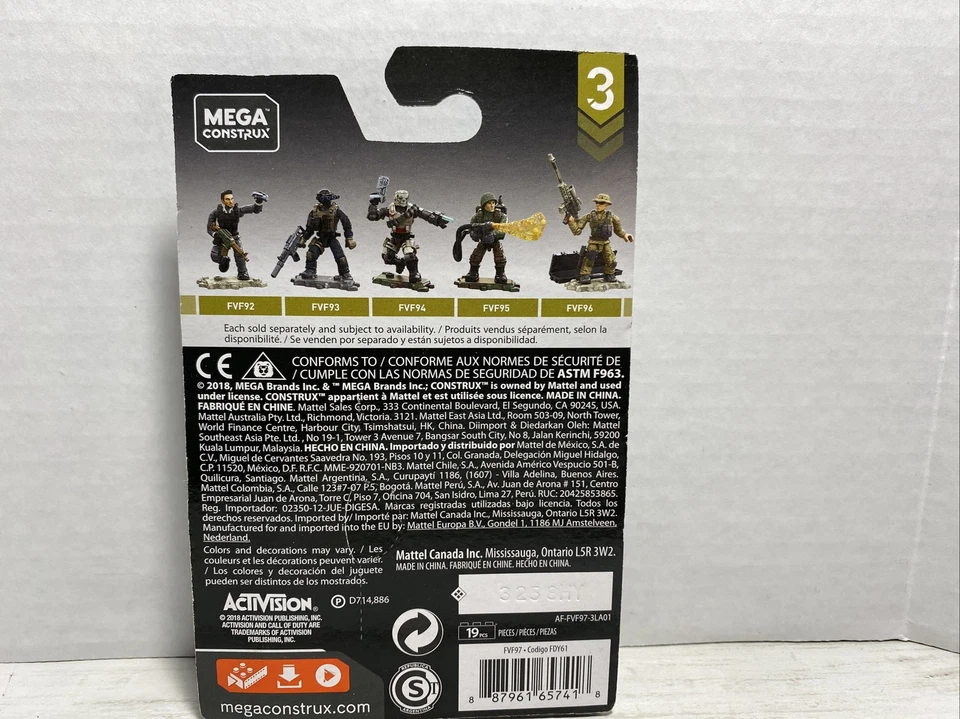 3
MEGA™
CONSTRUX™
FVF92
FVF93
FVF94
FVF95
FVF96
Each sold separately and subject to availability. / Produits vendus séparément, selon la
disponibilité. / Se venden por separado y están sujetos a disponibilidad.
CE
CONFORMS TO / CONFORME AUX NORMES DE SÉCURITÉ DE
/ CUMPLE CON LAS NORMAS DE SEGURIDAD DE ASTM F963.
© 2018, MEGA Brands Inc. & ™ MEGA Brands Inc.; CONSTRUX™ is owned by Mattel and used
under license. CONSTRUX™ appartient à Mattel et est utilisée sous licence. MADE IN CHINA.
FABRIQUÉ EN CHINE. Mattel Sales Corp., 333 Continental Boulevard, El Segundo, CA 90245, USA.
Mattel Australia Pty. Ltd., Richmond, Victoria. 3121. Mattel East Asia Ltd., Room 503-09, North Tower,
World Finance Centre, Harbour City, Tsimshatsui, HK, China. Diimport & Diedarkan Oleh: Mattel
Southeast Asia Pte. Ltd., No 19-1, Tower 3 Avenue 7, Bangsar South City, No 8, Jalan Kerinchi, 59200
Kuala Lumpur, Malaysia. HECHO EN CHINA. Importado y distribuido por Mattel de México, S.A. de
C.V., Miguel de Cervantes Saavedra No. 193, Pisos 10 y 11, Col. Granada, Delegación Miguel Hidalgo,
C.P. 11520, México, D.F. R.F.C. MME-920701-NB3. Mattel Chile, S.A., Avenida Américo Vespucio 501-B,
Quilicura, Santiago. Mattel Argentina, S.A., Curupaytí 1186, (1607) - Villa Adelina, Buenos Aires.
Mattel Colombia, S.A., Calle 123#7-07 P.5, Bogotá. Mattel Perú, S.A., Av. Juan de Arona # 151, Centro
Empresarial Juan de Arona, Torre C, Piso 7, Oficina 704, San Isidro, Lima 27, Perú. RUC: 20425853865.
Reg. Importador: 02350-12-JUE-DIGESA. Marcas registradas utilizadas bajo licencia. Todos los
derechos reservados. Imported by/ Importé par: Mattel Canada Inc., Mississauga, Ontario L5R 3W2.
Manufactured for and imported into the EU by: Mattel Europa B.V., Gondel 1, 1186 MJ Amstelveen,
Nederland.
Colors and decorations may vary. / Les
couleurs et les décorations peuvent varier.
/ Los colores y decoración del juguete
pueden ser distintos de los mostrados.
Mattel Canada Inc. Mississauga, Ontario L5R 3W2.
MADE IN CHINA. FABRIQUÉ EN CHINE. HECHO EN CHINA.
ACTIVISION®
© 2018 ACTIVISION PUBLISHING, INC.
ACTIVISION AND CALL OF DUTY ARE
TRADEMARKS OF ACTIVISION
PUBLISHING, INC.
P D714,886
AF-FVF97-3LA01
19 PCS PIECES / PIÈCES / PIEZAS
FVF97 • Codigo FDY61
8 87961 65741 8
REPUBLICA
S
ARGENTINA
megaconstrux.com